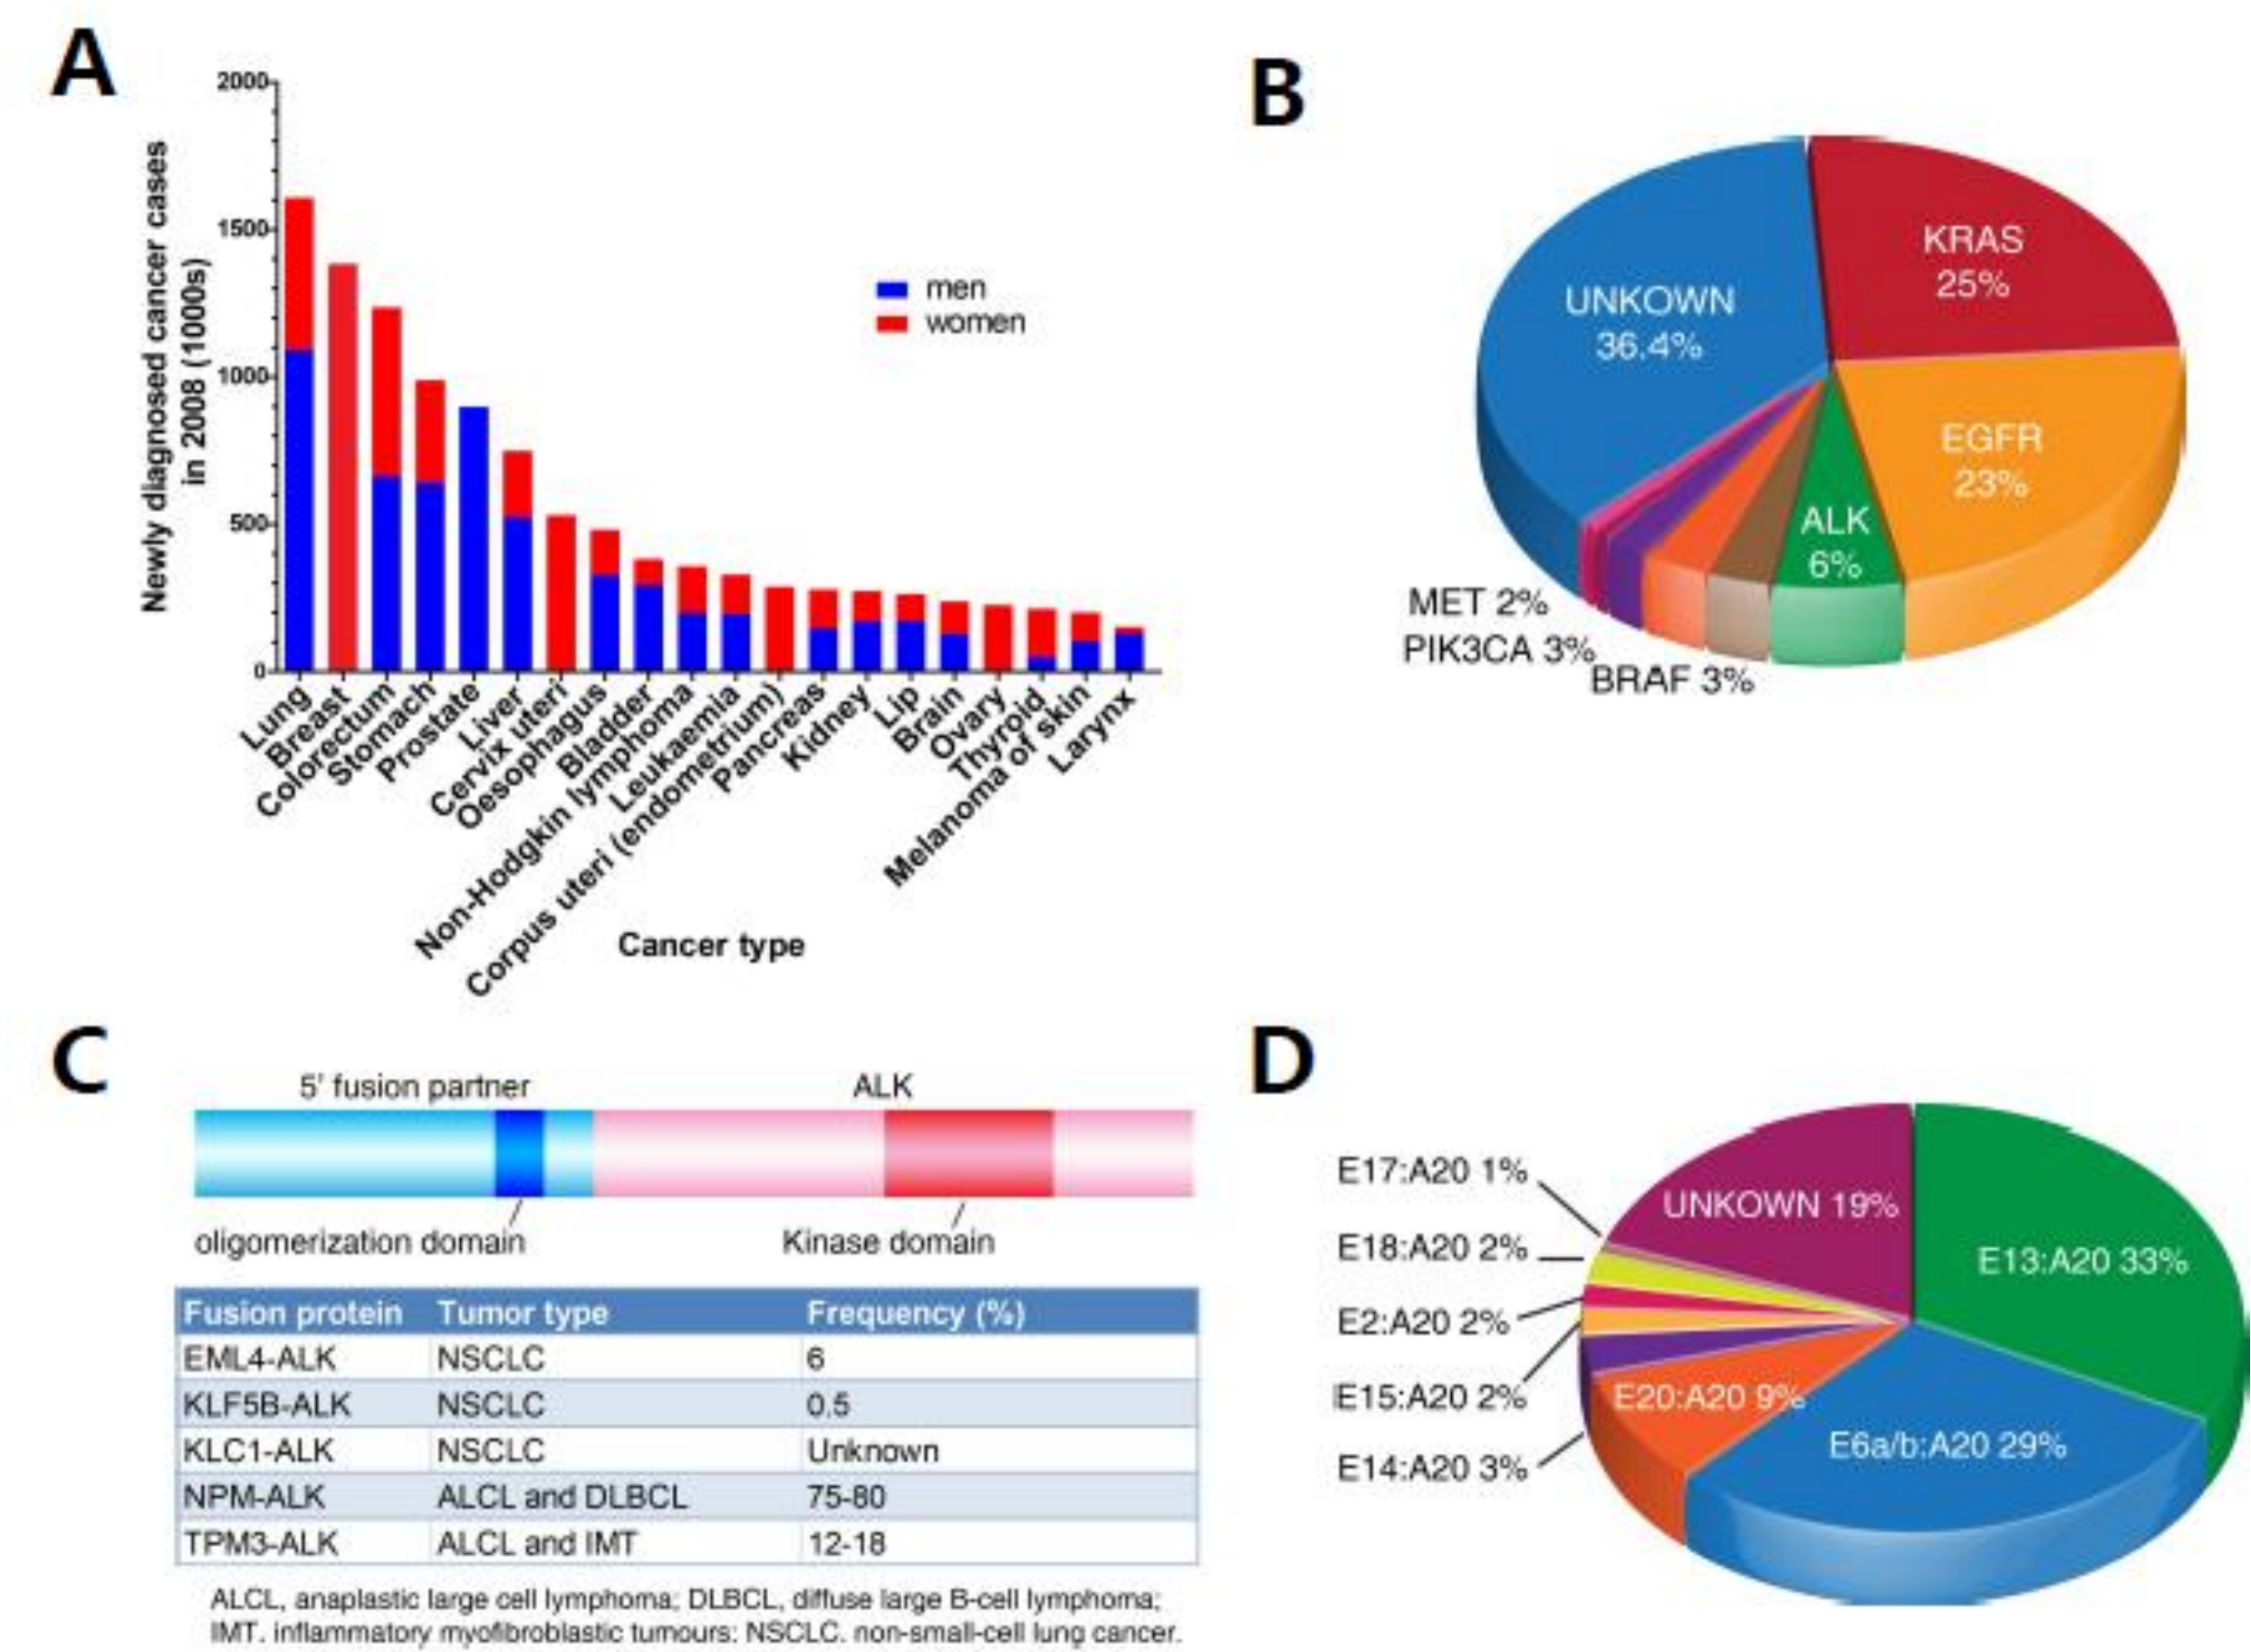 A
2000
1500
1000
500
0
Newly diagnosed cancer cases
in 2008 (1000s)
men
women
Lung
Breast
Colorectum
Stomach
Prostate
Liver
Cervix uteri
Oesophagus
Bladder
Non-Hodgkin lymphoma
Leukaemia
Corpus uteri (endometrium)
Pancreas
Kidney
Lip
Brain
Ovary
Thyroid
Melanoma of skin
Larynx
Cancer type
B
UNKOWN
36.4%
KRAS
25%
EGFR
23%
ALK
6%
MET 2%
PIK3CA 3%
BRAF 3%
C
5' fusion partner
ALK
oligomerization domain
Kinase domain
Fusion protein Tumor type Frequency (%)
EML4-ALK NSCLC 6
KLF5B-ALK NSCLC 0.5
KLC1-ALK NSCLC Unknown
NPM-ALK ALCL and DLBCL 75-80
TPM3-ALK ALCL and IMT 12-18
ALCL, anaplastic large cell lymphoma; DLBCL, diffuse large B-cell lymphoma;
IMT. inflammatory myofibroblastic tumours: NSCLC. non-small-cell lung cancer.
D
E17:A20 1%
E18:A20 2%
E2:A20 2%
E15:A20 2%
E14:A20 3%
UNKOWN 19%
E13:A20 33%
E20:A20 9%
E6a/b:A20 29%